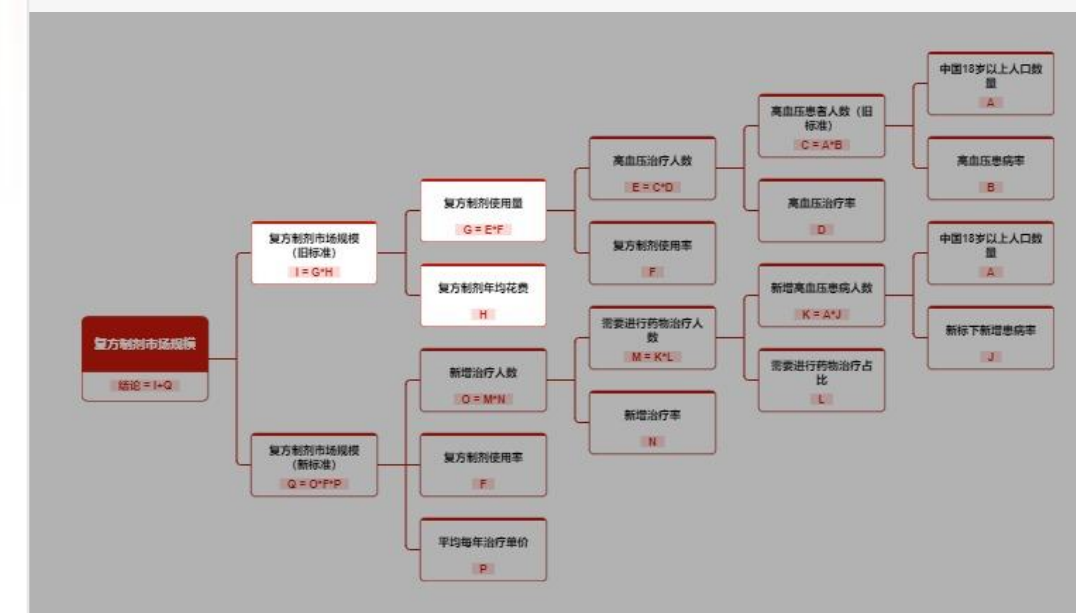 复方制剂市场规模
结论 = I+Q
复方制剂市场规模
（旧标准）
I = G*H
复方制剂使用量
G = E*F
高血压治疗人数
E = C*D
高血压患者人数（旧
标准）
C = A*B
中国18岁以上人口数
量
A
高血压患病率
B
高血压治疗率
D
复方制剂使用率
F
复方制剂年均花费
H
复方制剂市场规模
（新标准）
Q = O*F*P
新增治疗人数
O = M*N
需要进行药物治疗人
数
M = K*L
新增高血压患病人数
K = A*J
中国18岁以上人口数
量
A
新标下新增患病率
J
需要进行药物治疗占
比
L
新增治疗率
N
复方制剂使用率
F
平均每年治疗单价
P